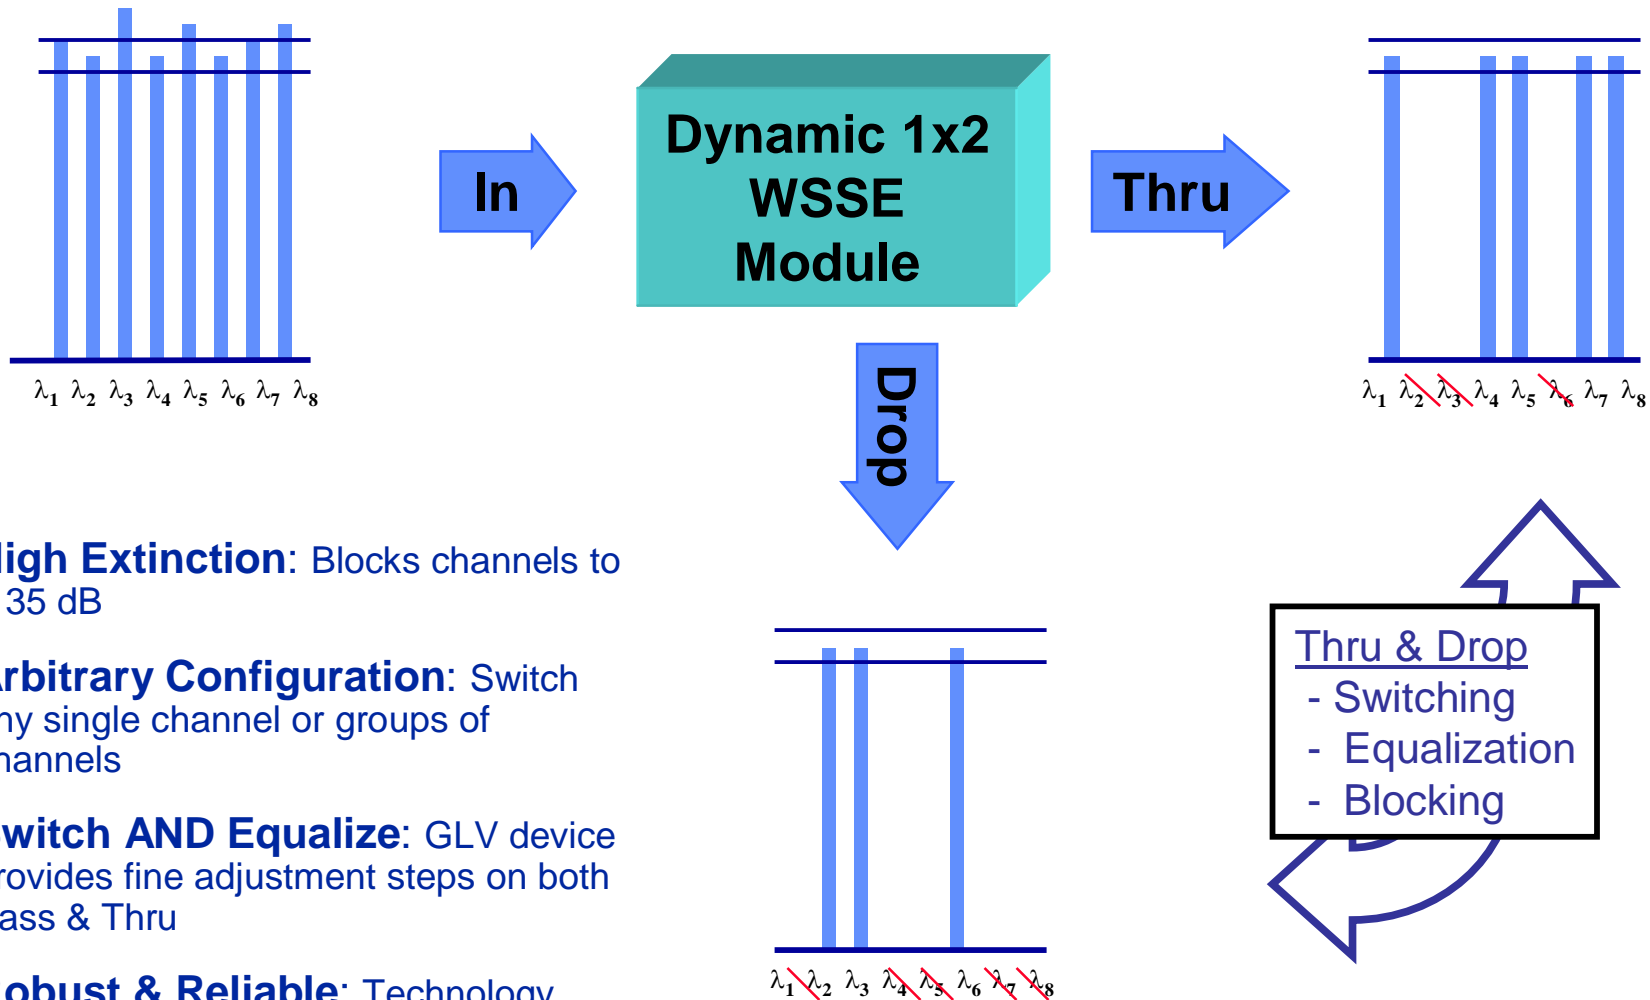 Dynamic 1x2
WSSE
Module
In
Thru
Drop
λ1 λ2 λ3 λ4 λ5 λ6 λ7 λ8
λ1 λ2 λ3 λ4 λ5 λ6 λ7 λ8
igh Extinction: Blocks channels to
35 dB
rbitrary Configuration: Switch
ny single channel or groups of
hannels
witch AND Equalize: GLV device
rovides fine adjustment steps on both
ass & Thru
obust & Reliable: Technology
Thru & Drop
- Switching
- Equalization
- Blocking
λ1 λ2 λ3 λ4 λ5 λ6 λ7 λ8